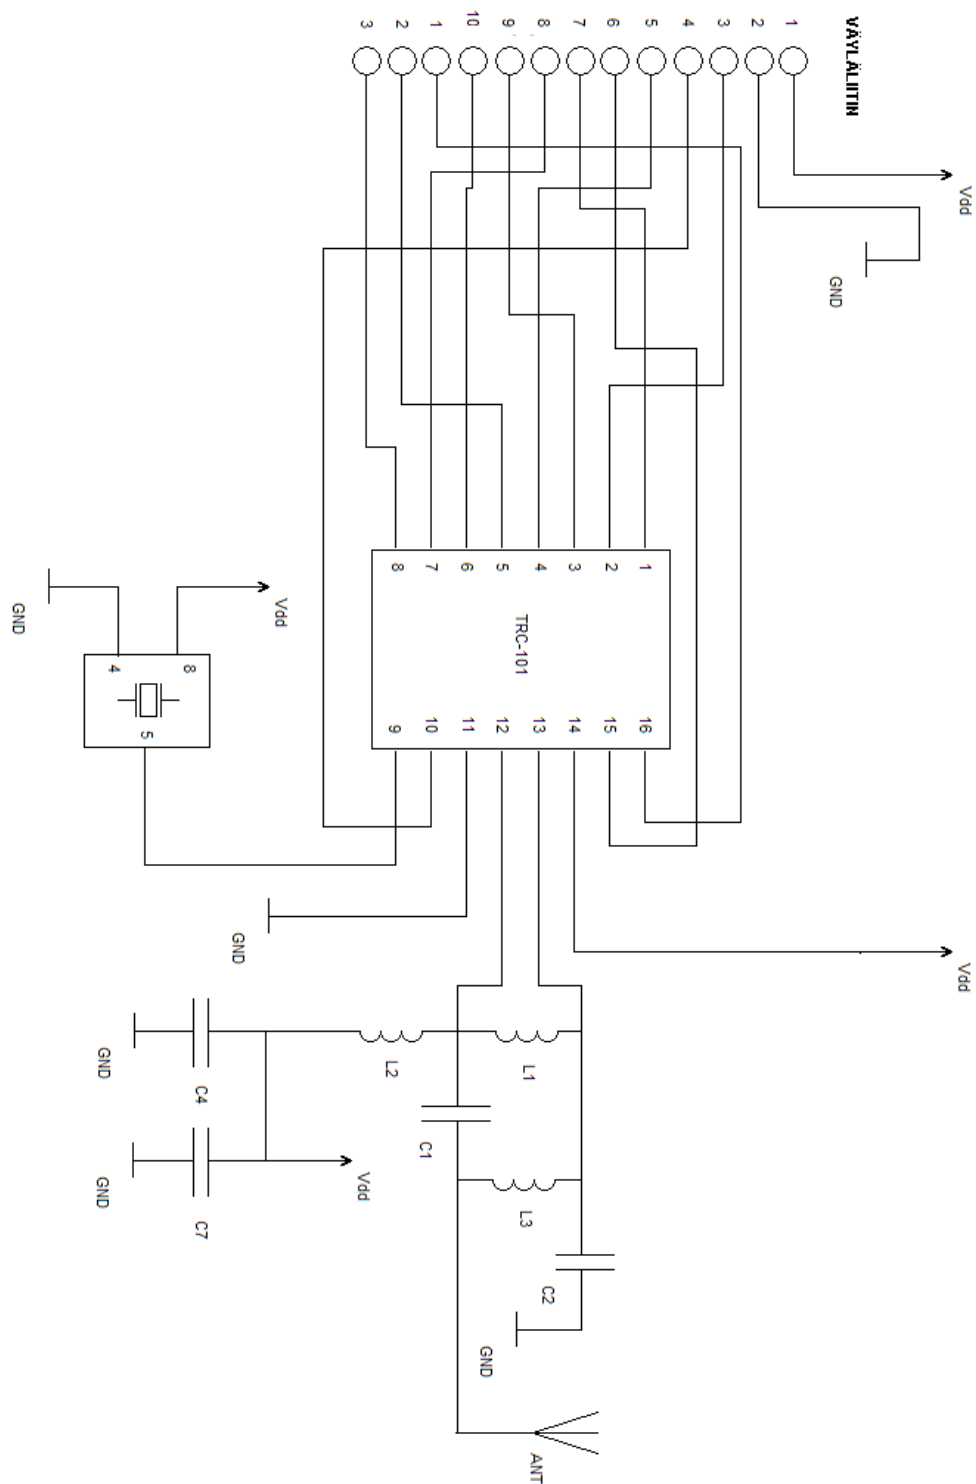 VÄYLÄLIITIN
1
2
3
4
5
6
7
8
9
10
1
2
3
Vdd
GND
1
2
3
4
5
6
7
8
TRC-101
16
15
14
13
12
11
10
9
Vdd
GND
8
4
5
GND
Vdd
L1
L2
C4
GND
C1
Vdd
C7
GND
L3
C2
GND
ANT